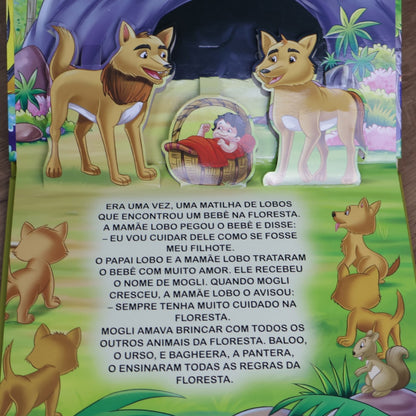 ERA UMA VEZ, UMA MATILHA DE LOBOS
QUE ENCONTROU UM BEBÊ NA FLORESTA.
A MAMÃE LOBO PEGOU O BEBÊ E DISSE:
– EU VOU CUIDAR DELE COMO SE FOSSE
MEU FILHOTE.
O PAPAI LOBO E A MAMÃE LOBO TRATARAM
O BEBÊ COM MUITO AMOR. ELE RECEBEU
O NOME DE MOGLI. QUANDO MOGLI
CRESCEU, A MAMÃE LOBO O AVISOU:
– SEMPRE TENHA MUITO CUIDADO NA
FLORESTA.
MOGLI AMAVA BRINCAR COM TODOS OS
OUTROS ANIMAIS DA FLORESTA. BALOO,
O URSO, E BAGHEERA, A PANTERA,
O ENSINARAM TODAS AS REGRAS DA
FLORESTA.